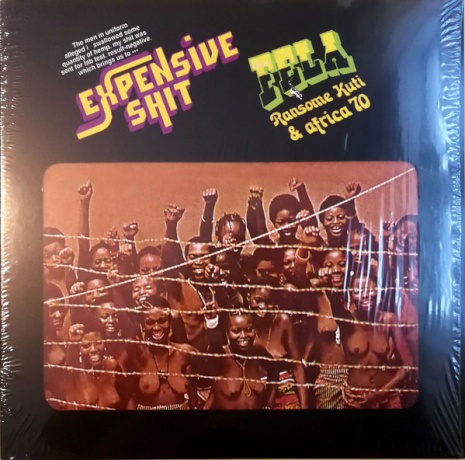 The men in uniform
alleged I swallowed some
quantity of hemp. my shit was
send for lab test. result-negative.
which brings us to ...
EXPENSIVE
SHIT
FELA
Ransome Kuti
& africa 70